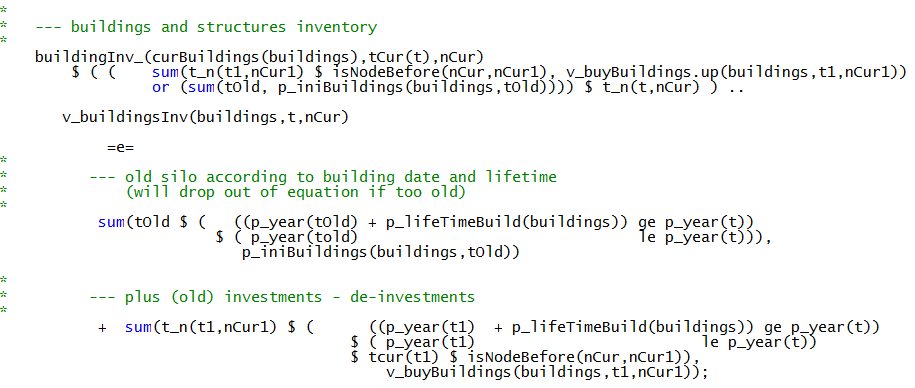 *
*   --- buildings and structures inventory
*
    buildingInv_(curBuildings(buildings),tCur(t),nCur)
        $ ( (    sum(t_n(t1,nCur1) $ isNodeBefore(nCur,nCur1), v_buyBuildings.up(buildings,t1,nCur1))
                 or (sum(tOld, p_iniBuildings(buildings,tOld)))) $ t_n(t,nCur) ) ..
       v_buildingsInv(buildings,t,nCur)
            =e=
*
*         --- old silo according to building date and lifetime
*             (will drop out of equation if too old)
*
           sum(tOld $ (   ((p_year(tOld) + p_lifeTimeBuild(buildings)) ge p_year(t))
                        $ ( p_year(told)                               le p_year(t))),
                           p_iniBuildings(buildings,tOld))
*
*         --- plus (old) investments - de-investments
*
           +  sum(t_n(t1,nCur1) $ (      ((p_year(t1)  + p_lifeTimeBuild(buildings)) ge p_year(t))
                                       $ ( p_year(t1)                         le p_year(t))
                                       $ tcur(t1) $ isNodeBefore(nCur,nCur1)),
                                           v_buyBuildings(buildings,t1,nCur1));